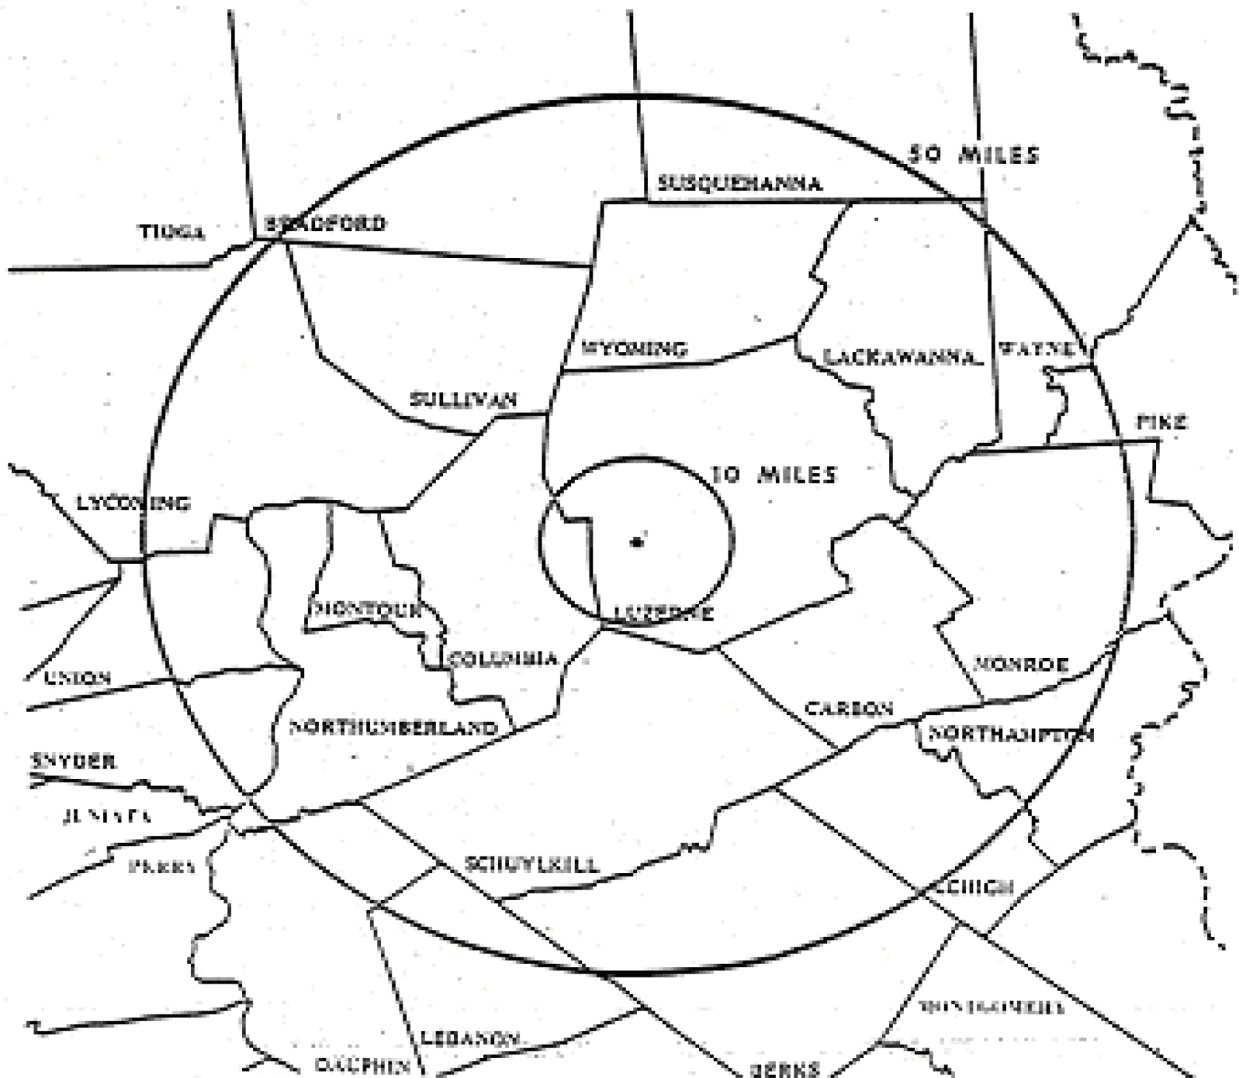 50 MILES
SUSQUEHANNA
TIOGA
BRADFORD
WYOMING
LACKAWANNA
WAYNE
SULLIVAN
PIKE
10 MILES
LYCOMING
MONTOUR
LUZERNE
COLUMBIA
MONROE
UNION
CARBON
NORTHUMBERLAND
NORTHAMPTON
SNYDER
JUNIATA
PERRY
SCHUYLKILL
LEHIGH
MONTGOMERY
LEBANON
DAUPHIN
BERKS